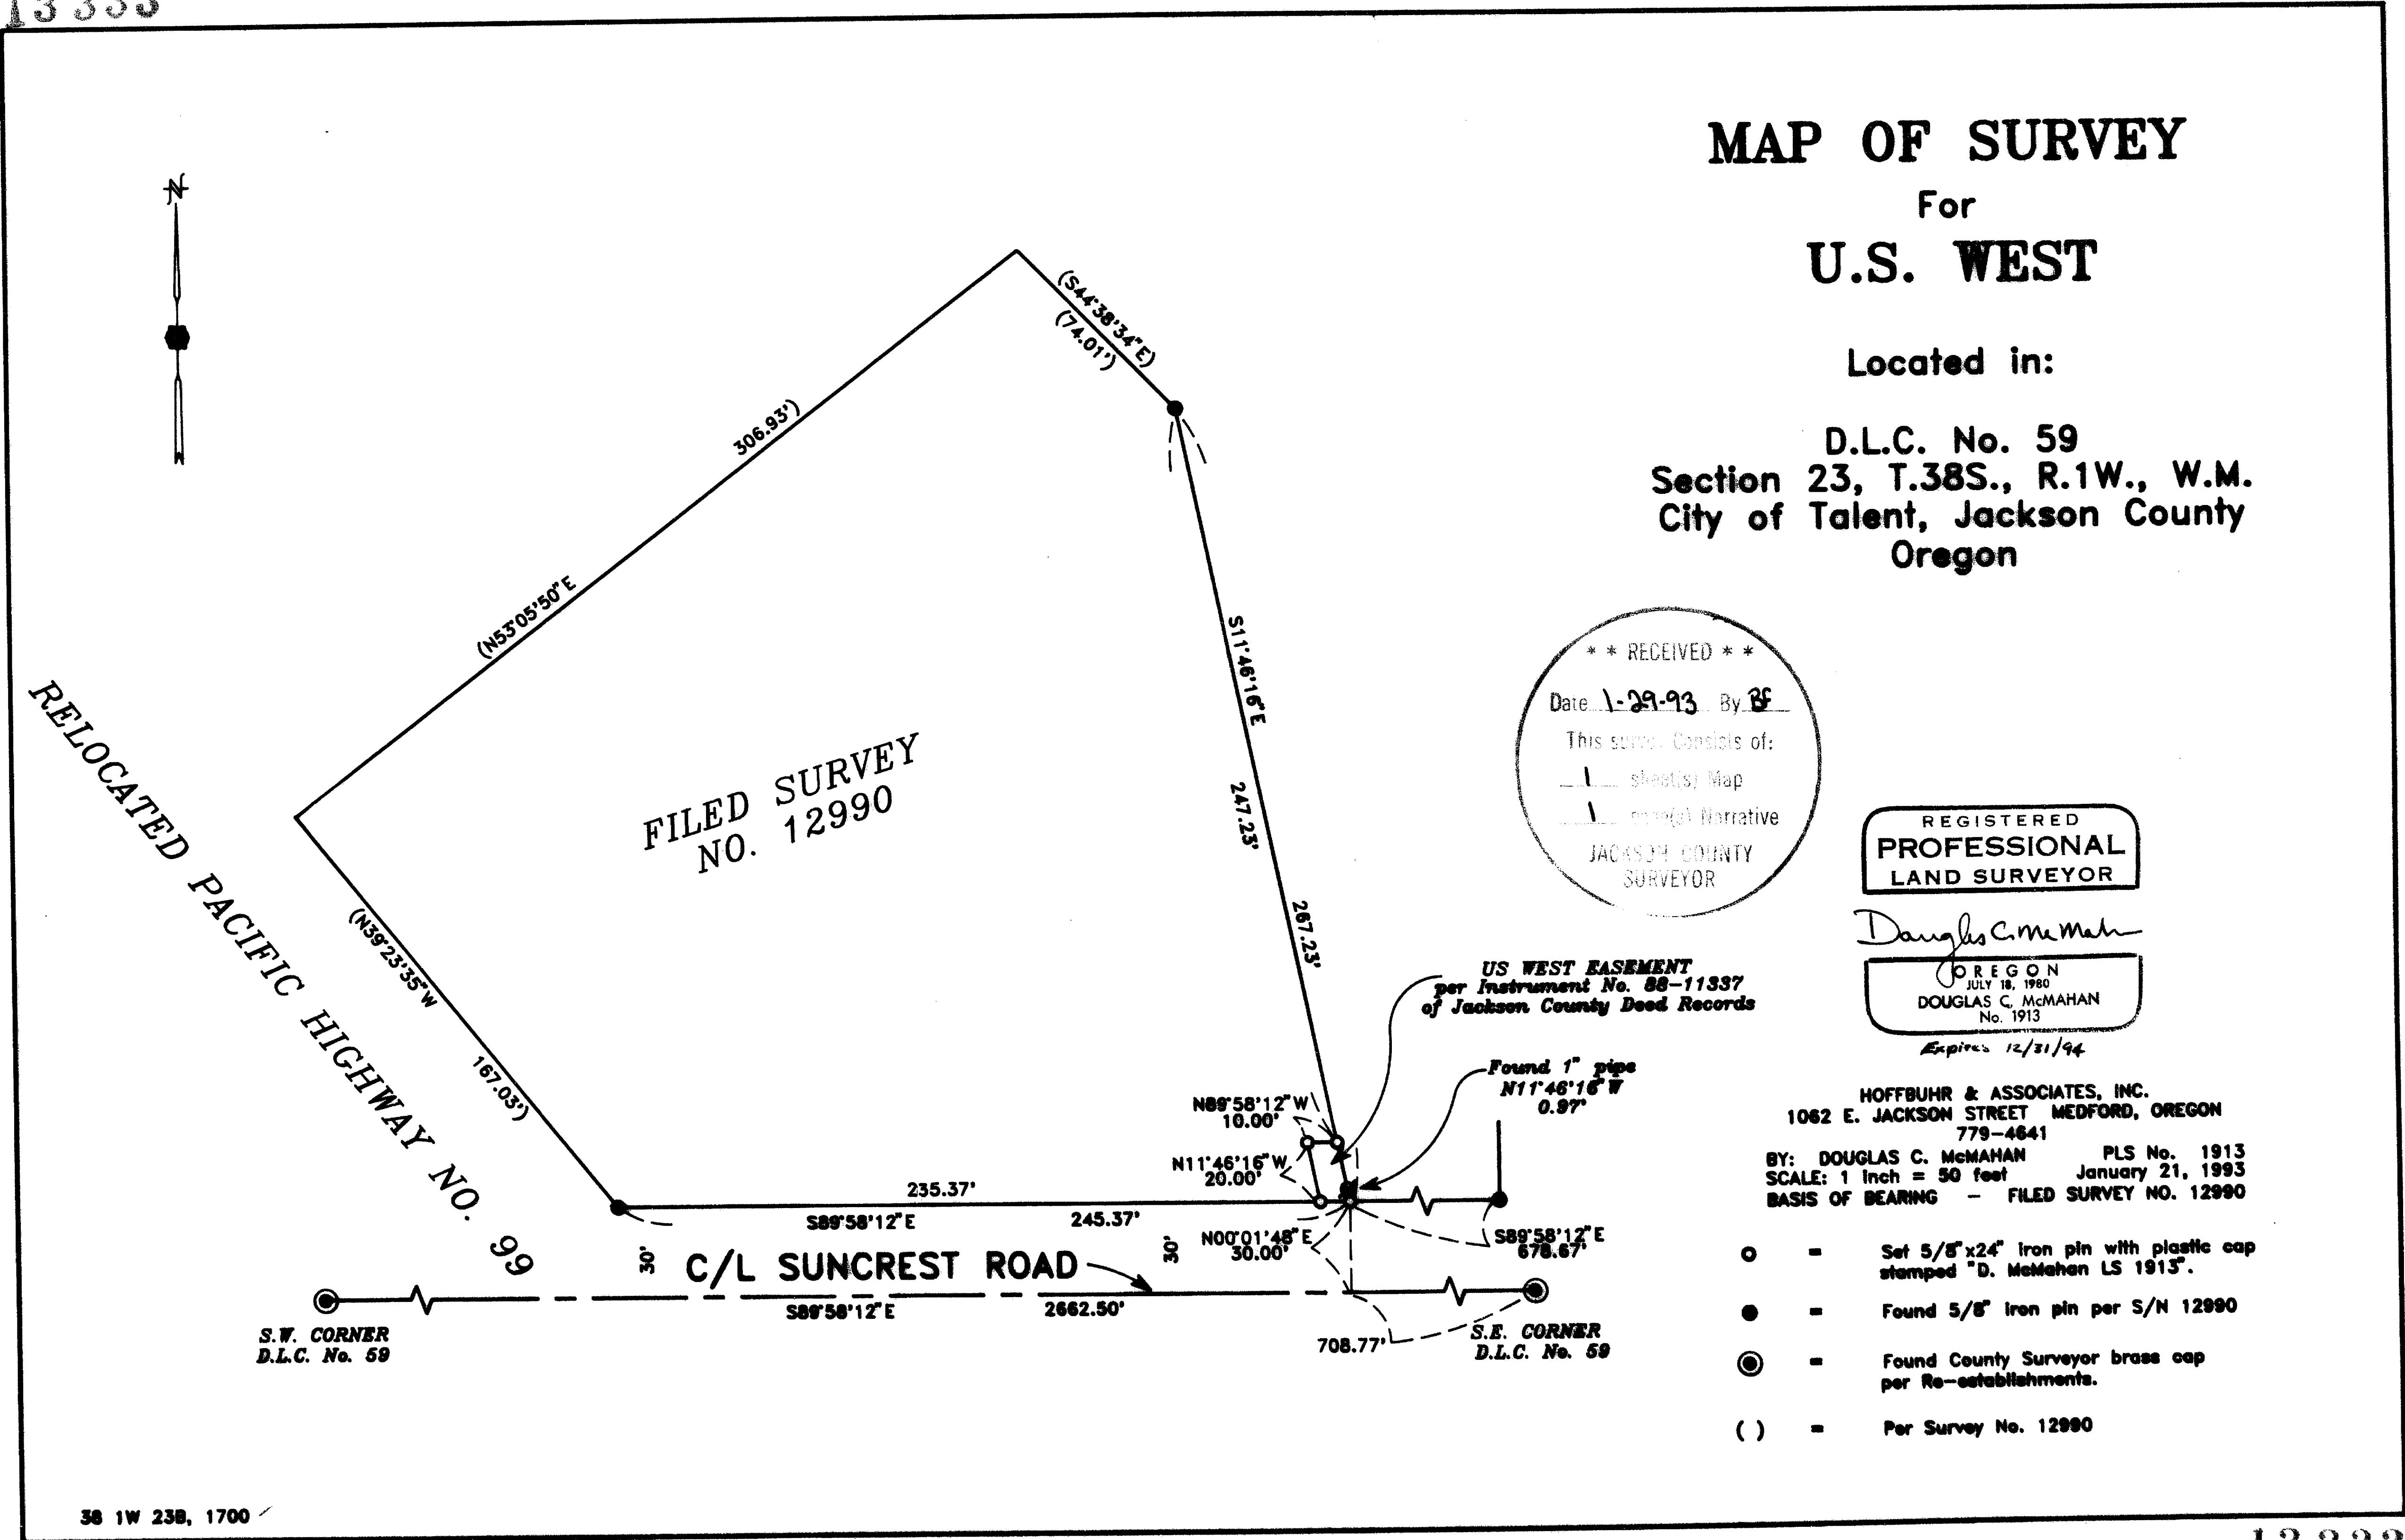 13333
MAP OF SURVEY
For
U.S. WEST
Located in:
D.L.C. No. 59
Section 23, T.38S., R.1W., W.M.
City of Talent, Jackson County
Oregon
N
(S44°38'34"E)
(74.01')
306.93')
(N53°05'50"E
S11°46'16"E
247.23'
267.23'
FILED SURVEY
NO. 12990
RELOCATED PACIFIC HIGHWAY NO. 99
(N39°23'35"W
167.03')
* * RECEIVED * *
Date 1-29-93 By BF
This Consists of:
1 sheet(s) Map
1 Narrative
JACKSON COUNTY
SURVEYOR
REGISTERED
PROFESSIONAL
LAND SURVEYOR
Douglas C. McMah
OREGON
JULY 18, 1980
DOUGLAS C. McMAHAN
No. 1913
Expires 12/31/94
US WEST EASEMENT
per Instrument No. 88-11337
of Jackson County Deed Records
Found 1" pipe
N11°46'16"W
0.97'
N89°58'12"W
10.00'
N11°46'16"W
20.00'
235.37'
S89°58'12"E
245.37'
N00°01'48"E
30.00'
S89°58'12"E
678.67'
30'
C/L SUNCREST ROAD
30'
S89°58'12"E
2662.50'
S.W. CORNER
D.L.C. No. 59
708.77'
S.E. CORNER
D.L.C. No. 59
HOFFBUHR & ASSOCIATES, INC.
1062 E. JACKSON STREET MEDFORD, OREGON
779-4641
BY: DOUGLAS C. McMAHAN PLS No. 1913
SCALE: 1 inch = 50 feet January 21, 1993
BASIS OF BEARING - FILED SURVEY NO. 12990
= Set 5/8"x24" iron pin with plastic cap
stamped "D. McMahan LS 1913".
= Found 5/8" iron pin per S/N 12990
= Found County Surveyor brass cap
per Re-establishments.
( ) = Per Survey No. 12990
38 1W 23B, 1700